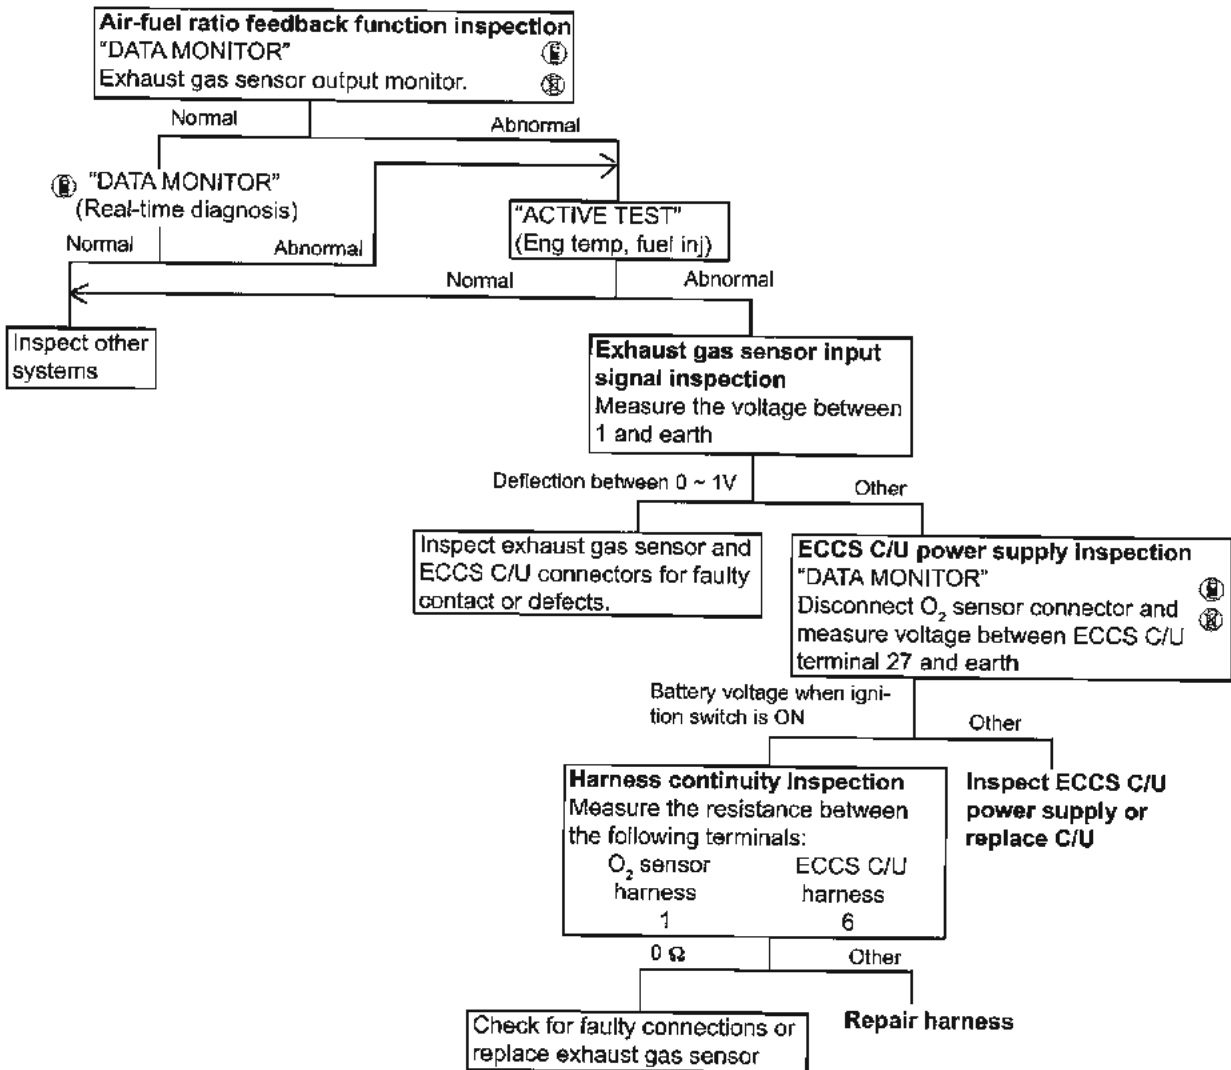 Air-fuel ratio feedback function inspection
"DATA MONITOR"
Exhaust gas sensor output monitor.
Normal
Abnormal
"DATA MONITOR"
(Real-time diagnosis)
"ACTIVE TEST"
(Eng temp, fuel inj)
Normal
Abnormal
Normal
Abnormal
Inspect other
systems
Exhaust gas sensor input
signal inspection
Measure the voltage between
1 and earth
Deflection between 0 ~ 1V
Other
Inspect exhaust gas sensor and
ECCS C/U connectors for faulty
contact or defects.
ECCS C/U power supply inspection
"DATA MONITOR"
Disconnect O₂ sensor connector and
measure voltage between ECCS C/U
terminal 27 and earth
Battery voltage when igni-
tion switch is ON
Other
Harness continuity inspection
Measure the resistance between
the following terminals:
O₂ sensor ECCS C/U
harness harness
1 6
Inspect ECCS C/U
power supply or
replace C/U
0 Ω
Other
Check for faulty connections or
replace exhaust gas sensor
Repair harness